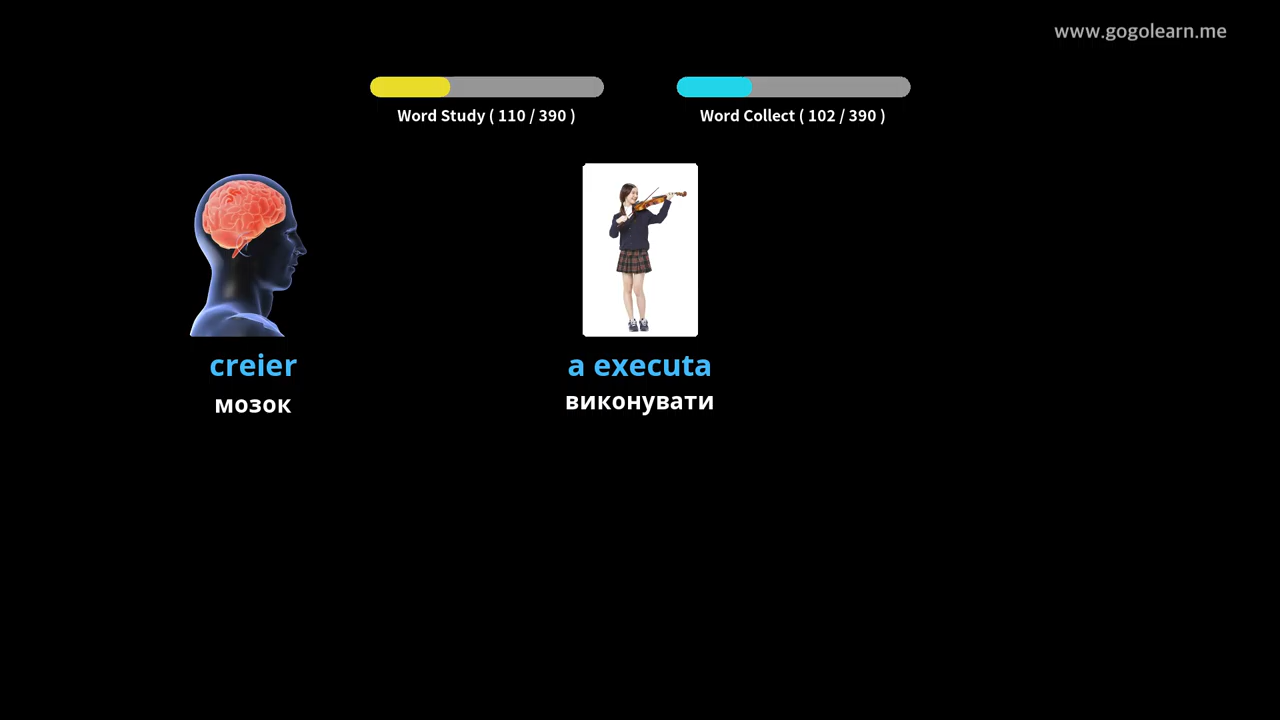 www.gogolearn.me
Word Study ( 110 / 390 )
Word Collect ( 102 / 390 )
creier
мозок
a executa
виконувати